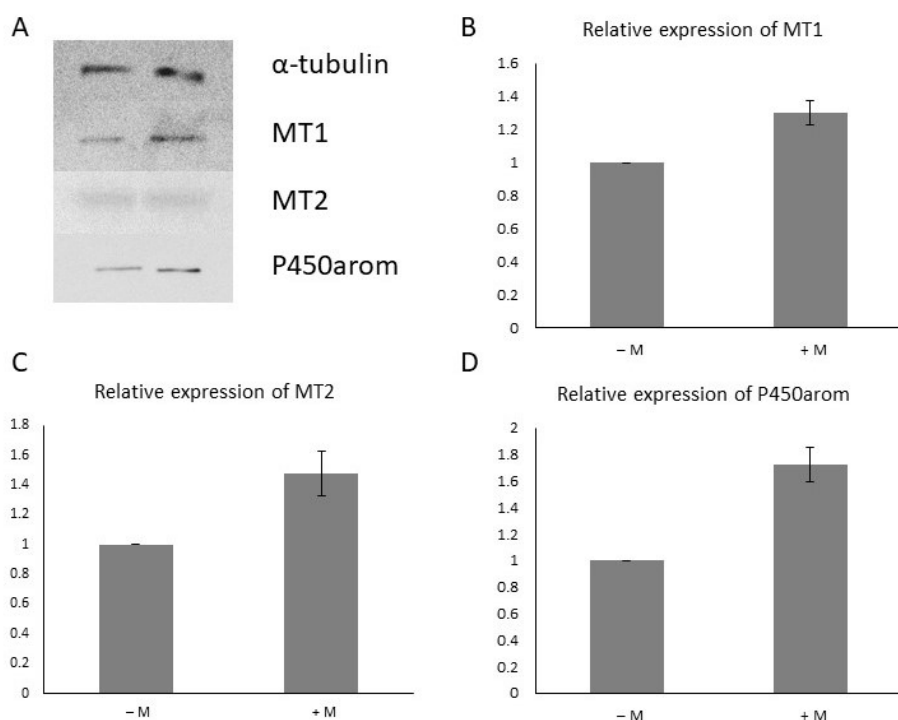 A
α-tubulin
MT1
MT2
P450arom
B
Relative expression of MT1
1.6
1.4
1.2
1
0.8
0.6
0.4
0.2
0
– M
+ M
C
Relative expression of MT2
1.8
1.6
1.4
1.2
1
0.8
0.6
0.4
0.2
0
– M
+ M
D
Relative expression of P450arom
2
1.8
1.6
1.4
1.2
1
0.8
0.6
0.4
0.2
0
– M
+ M